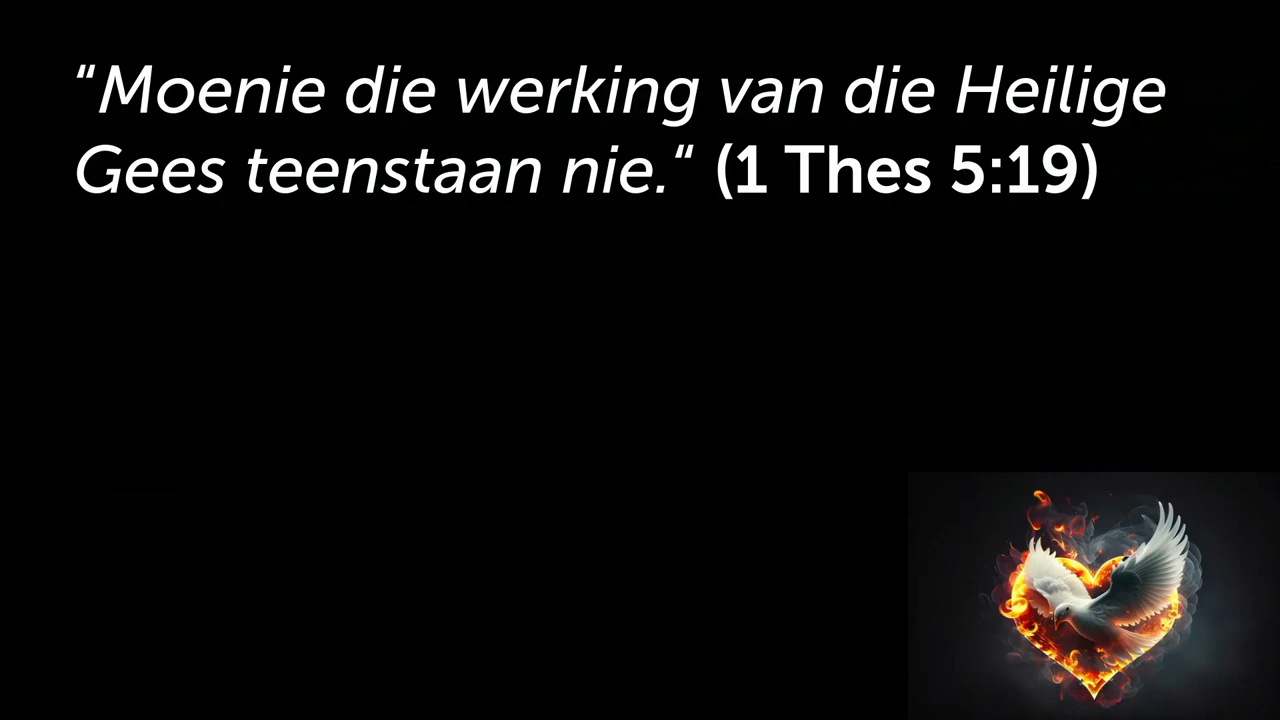 “Moenie die werking van die Heilige
Gees teenstaan nie.“ (1 Thes 5:19)